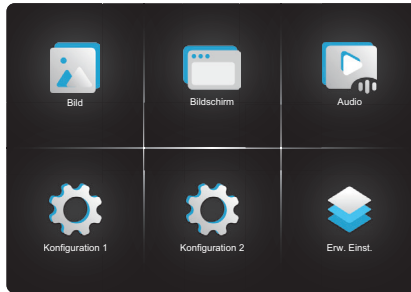 Bild
Bildschirm
Audio
Konfiguration 1
Konfiguration 2
Erw. Einst.